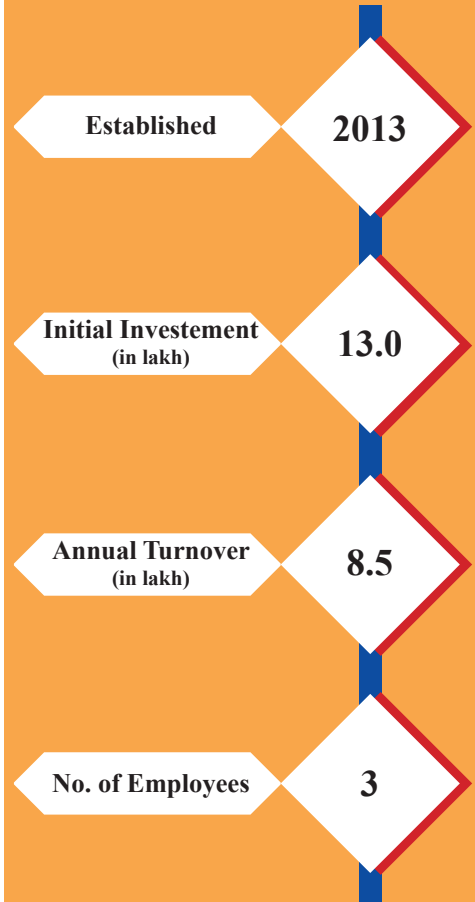 Established
2013
Initial Investement
(in lakh)
13.0
Annual Turnover
(in lakh)
8.5
No. of Employees
3